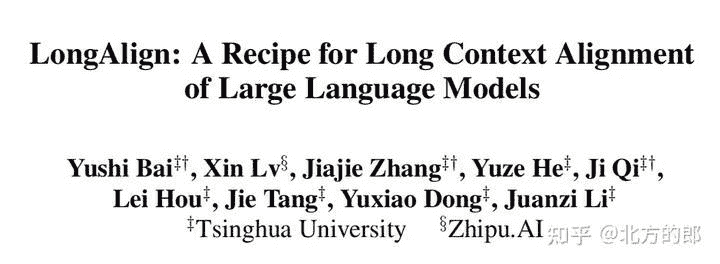 LongAlign: A Recipe for Long Context Alignment
of Large Language Models
Yushi Bai‡†, Xin Lv§, Jiajie Zhang‡†, Yuze He‡, Ji Qi‡†,
Lei Hou‡, Jie Tang‡, Yuxiao Dong‡, Juanzi Li‡
‡Tsinghua University §Zhipu.AI
知乎 @北方的郎